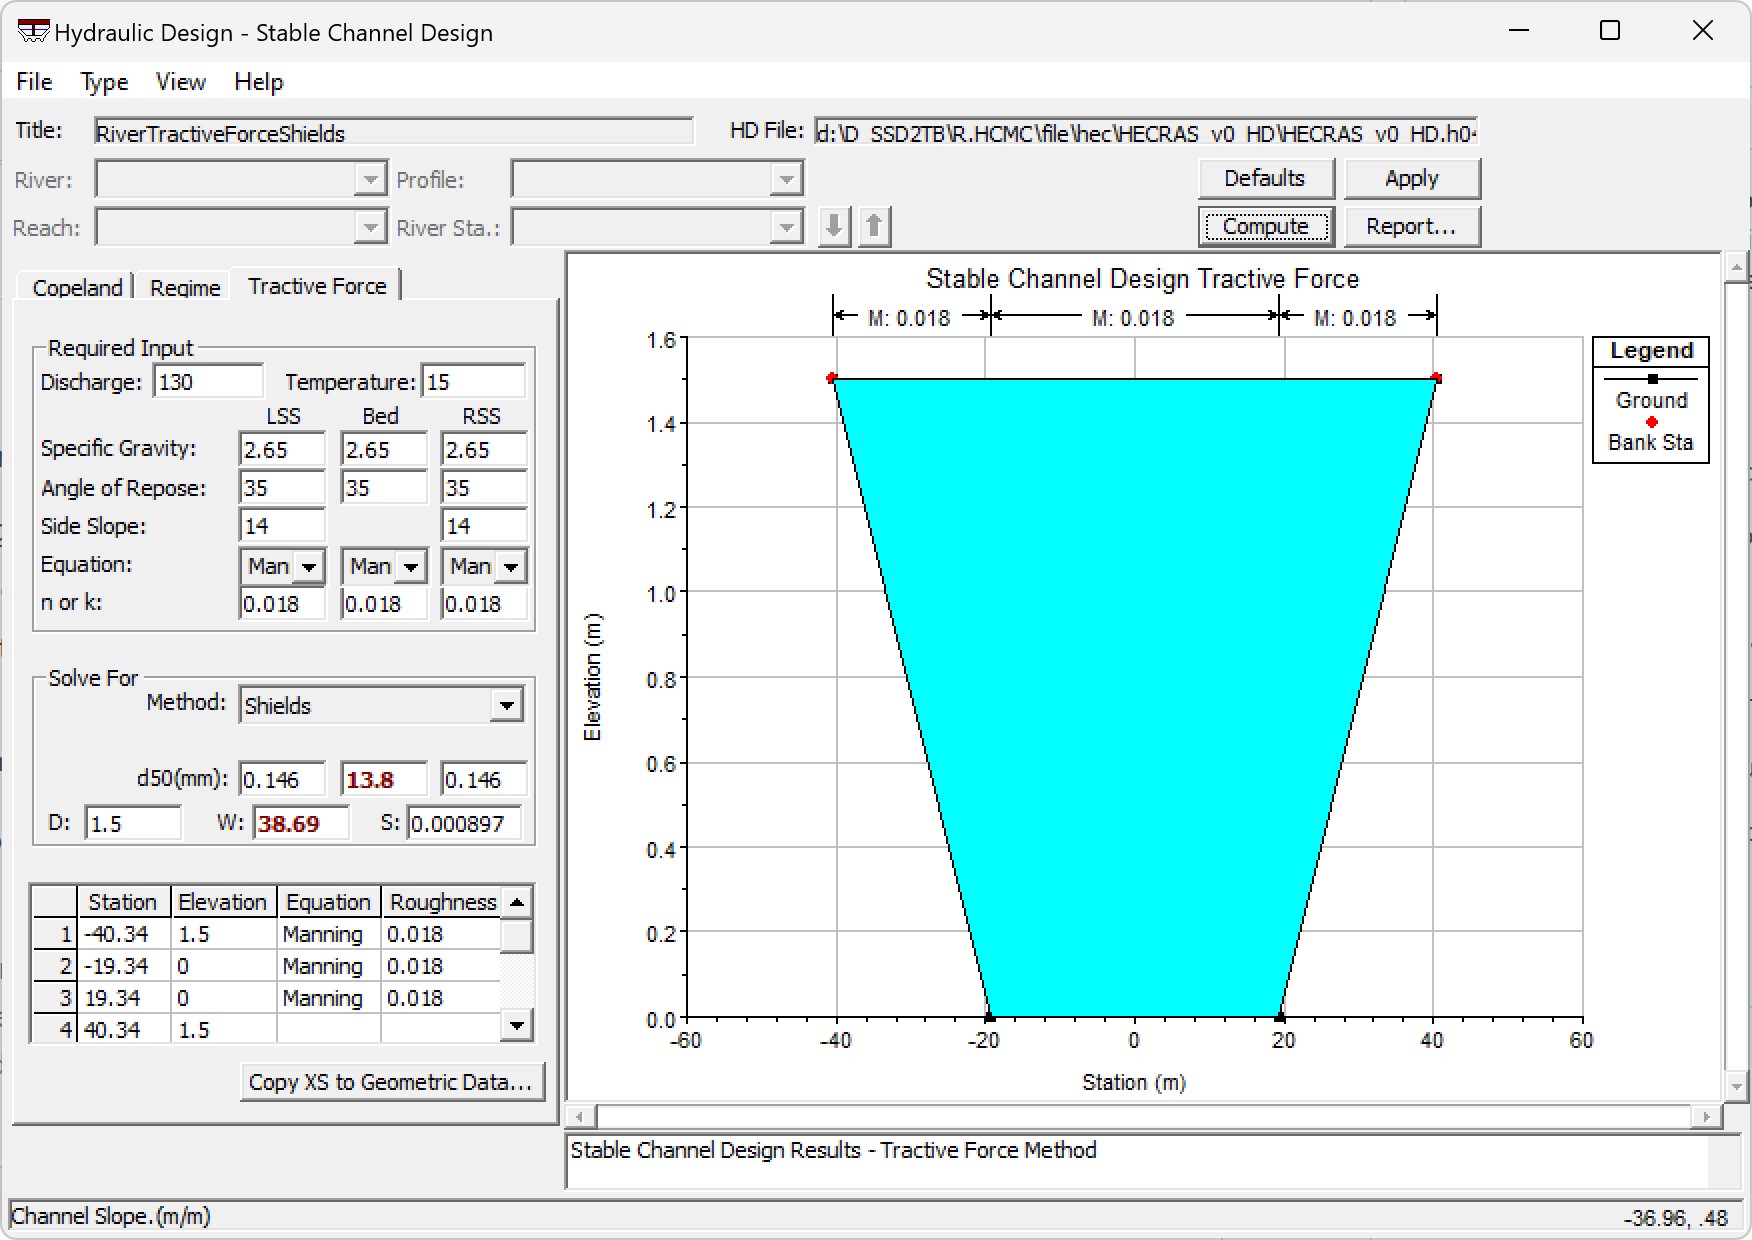 Hydraulic Design - Stable Channel Design
File Type View Help
Title: RiverTractiveForceShields HD File: d:\D_SSD2TB\R.HCMC\file\hec\HECRAS_v0_HD\HECRAS_v0_HD.h0
River: Profile: Defaults Apply
Reach: River Sta.: Compute Report...
Copeland Regime Tractive Force
Required Input
Discharge: 130 Temperature: 15
LSS Bed RSS
Specific Gravity: 2.65 2.65 2.65
Angle of Repose: 35 35 35
Side Slope: 14 14
Equation: Man Man Man
n or k: 0.018 0.018 0.018
Solve For
Method: Shields
d50(mm): 0.146 13.8 0.146
D: 1.5 W: 38.69 S: 0.000897
Station Elevation Equation Roughness
1 -40.34 1.5 Manning 0.018
2 -19.34 0 Manning 0.018
3 19.34 0 Manning 0.018
4 40.34 1.5
Copy XS to Geometric Data...
Stable Channel Design Tractive Force
M: 0.018 M: 0.018 M: 0.018
1.6
1.4
1.2
1.0
0.8
0.6
0.4
0.2
0.0
Elevation (m)
-60 -40 -20 0 20 40 60
Station (m)
Legend
Ground
Bank Sta
Stable Channel Design Results - Tractive Force Method
Channel Slope.(m/m) -36.96, .48